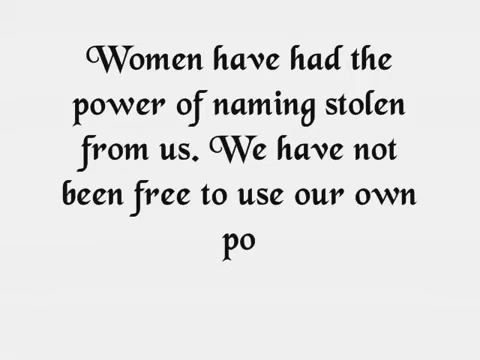 Women have had the
power of naming stolen
from us. We have not
been free to use our own
po